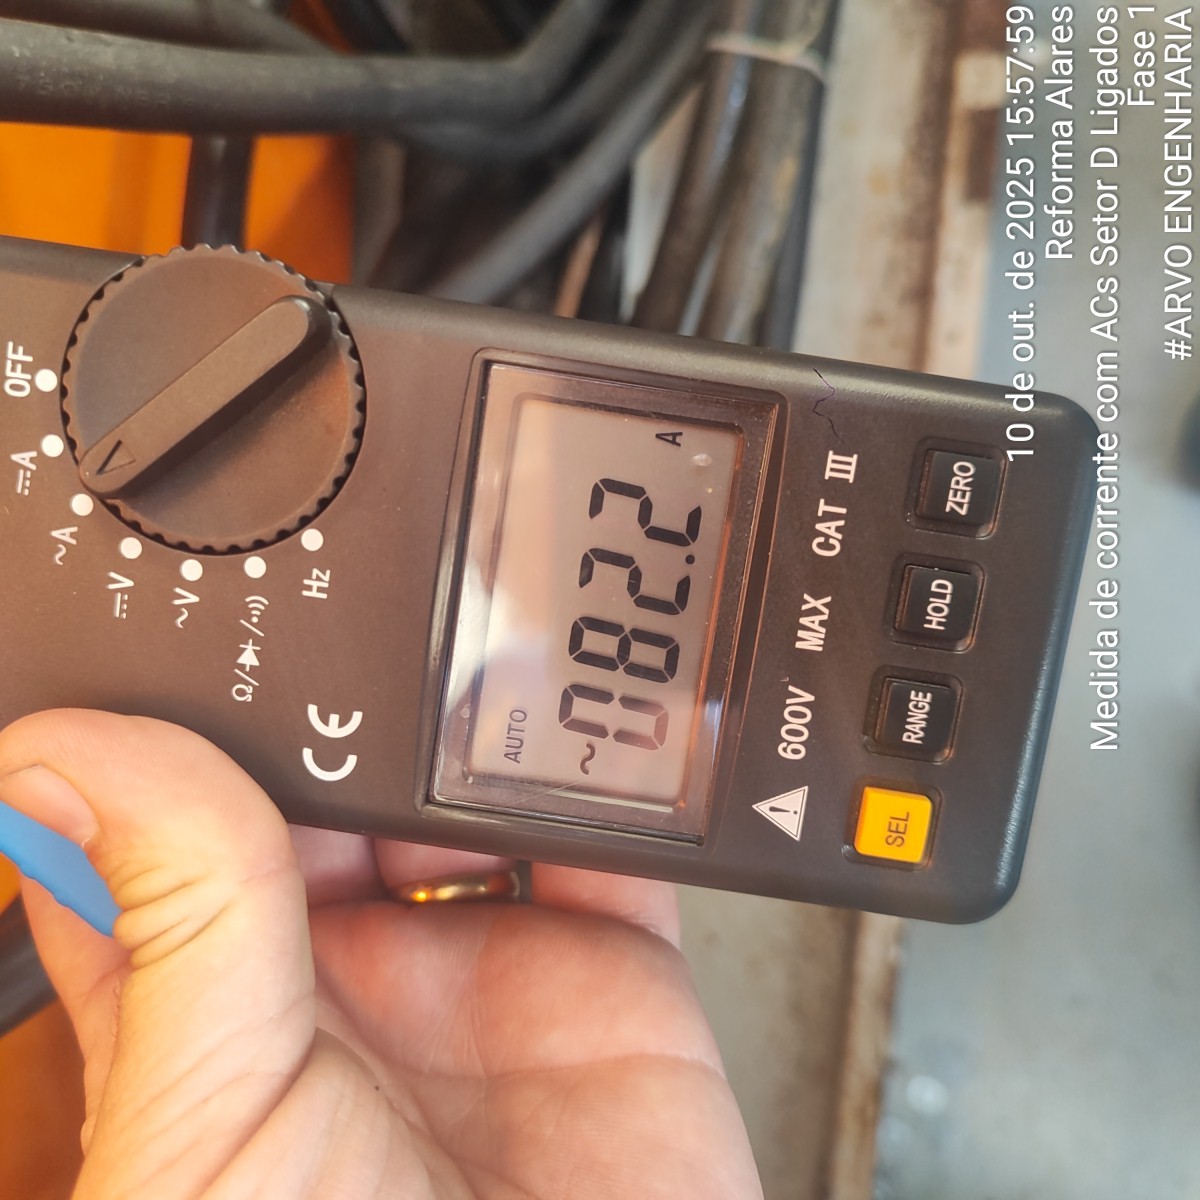 ⎓A
OFF
~A
⎓V
~V
Ω/
Hz
CE
AUTO
~082.2 A
600V MAX CAT III
SEL RANGE HOLD ZERO
10 de out. de 2025 15:57:59
Reforma Alares
Medida de corrente com ACs Setor D Ligados
Fase 1
#ARVO ENGENHARIA